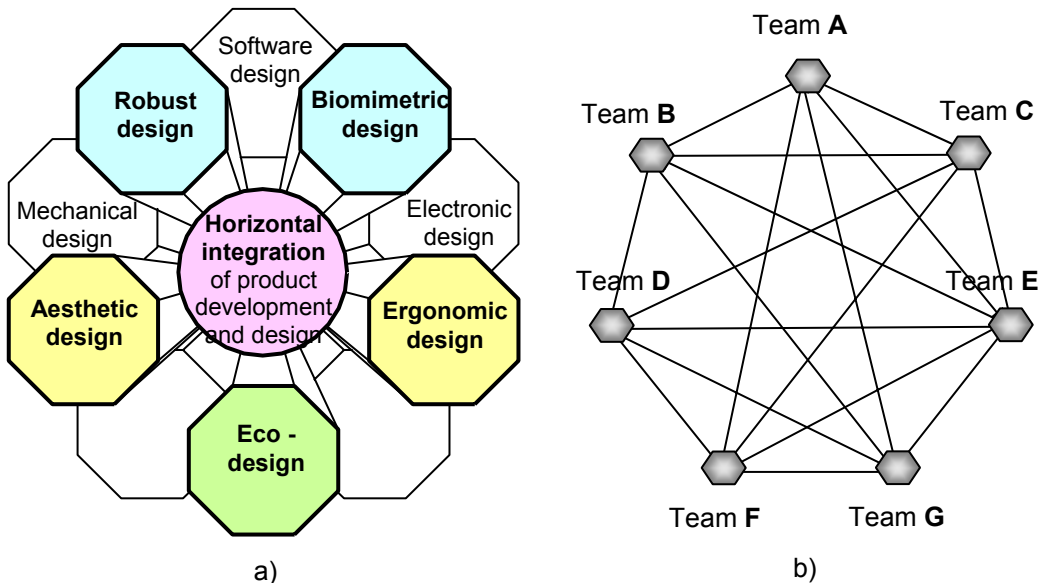 Software
design
Robust
design
Biomimetric
design
Mechanical
design
Electronic
design
Horizontal
integration
of product
development
and design
Aesthetic
design
Ergonomic
design
Eco -
design
a)
Team A
Team B
Team C
Team D
Team E
Team F
Team G
b)